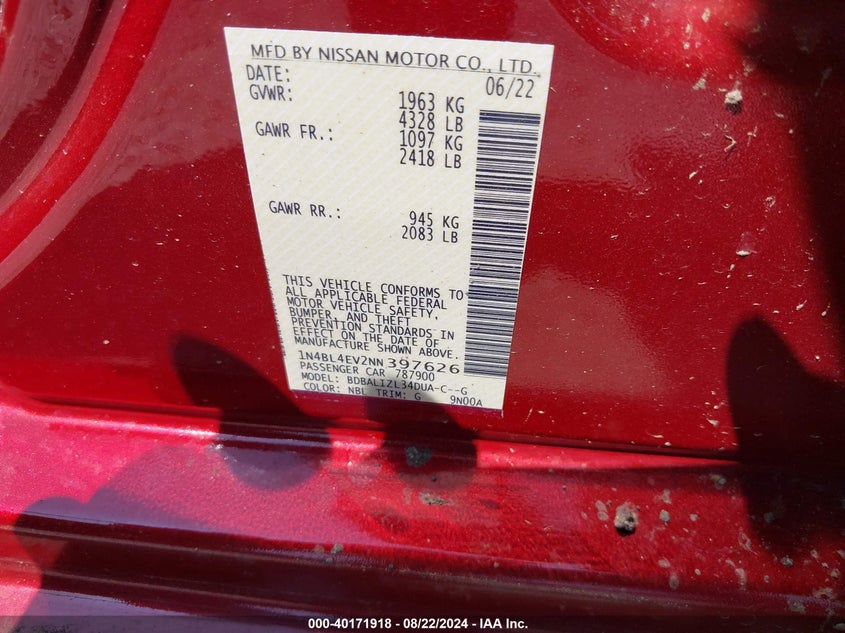 MFD BY NISSAN MOTOR CO., LTD.
DATE: 06/22
GVWR: 1963 KG
4328 LB
GAWR FR.: 1097 KG
2418 LB
GAWR RR.: 945 KG
2083 LB
THIS VEHICLE CONFORMS TO
ALL APPLICABLE FEDERAL
MOTOR VEHICLE SAFETY,
BUMPER, AND THEFT
PREVENTION STANDARDS IN
EFFECT ON THE DATE OF
MANUFACTURE SHOWN ABOVE.
1N4BL4EV2NN397626
PASSENGER CAR 787900
MODEL: BDBALIZL34DUA-C--G
COLOR: NBL TRIM: G 9N00A
000-40171918 - 08/22/2024 - IAA Inc.